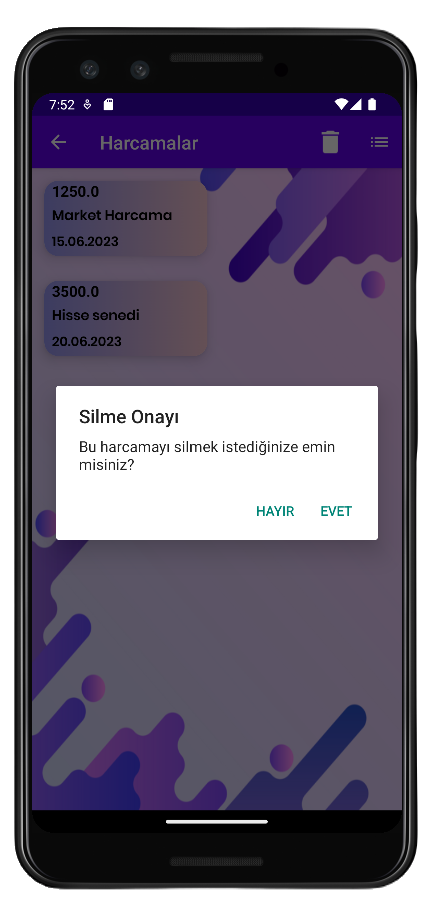 7:52
Harcamalar
1250.0
Market Harcama
15.06.2023
3500.0
Hisse senedi
20.06.2023
Silme Onayı
Bu harcamayı silmek istediğinize emin
misiniz?
HAYIR EVET